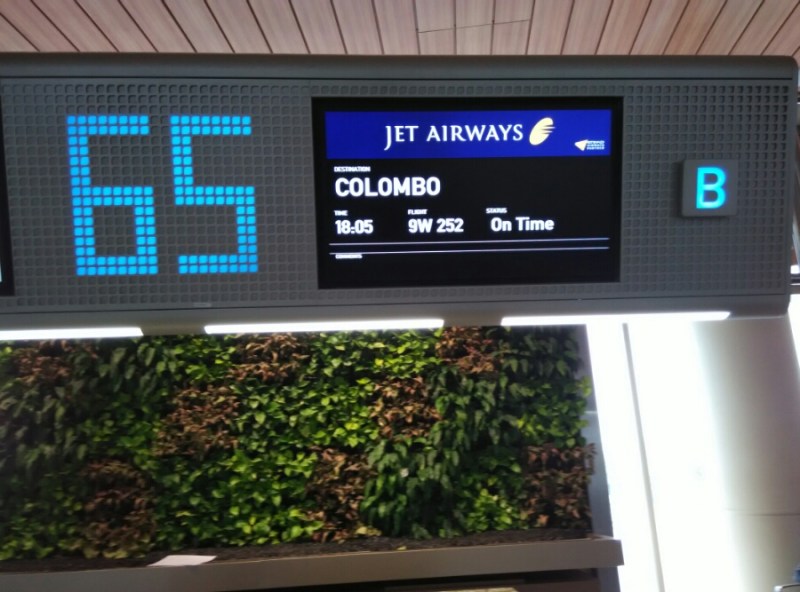 65
JET AIRWAYS
DESTINATION
COLOMBO
TIME FLIGHT STATUS
18:05 9W 252 On Time
B